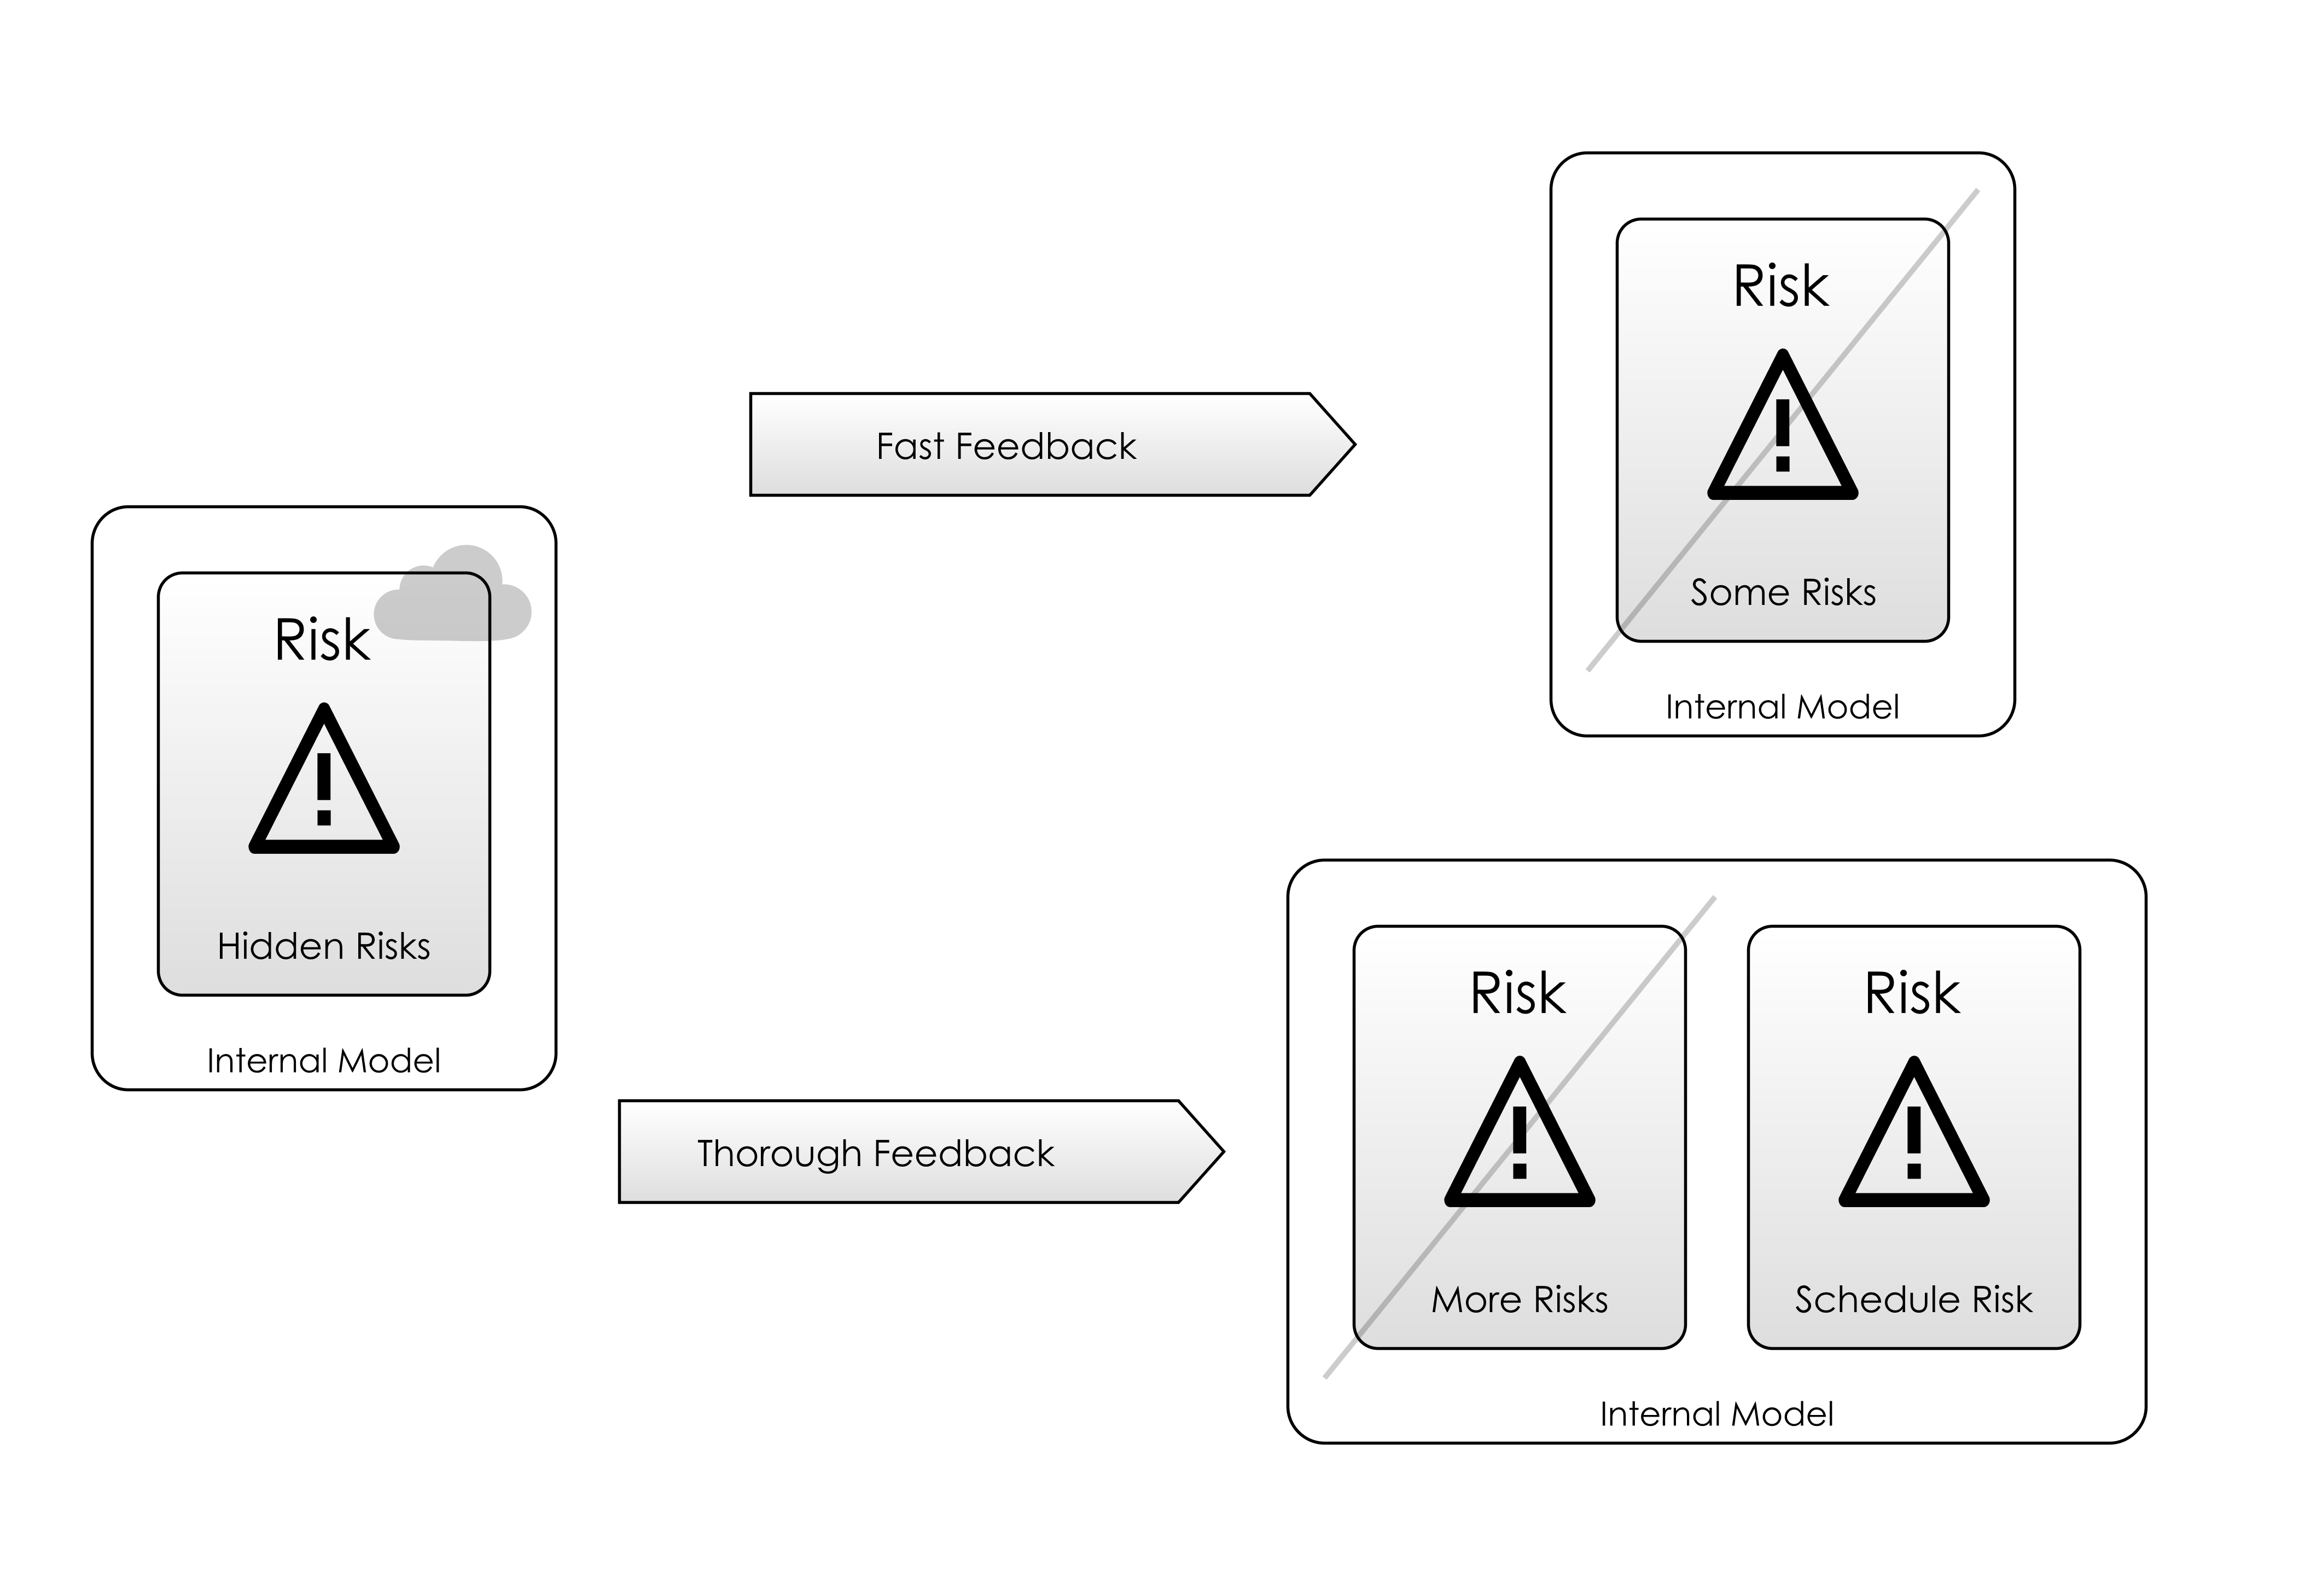 Risk
Hidden Risks
Internal Model
Fast Feedback
Risk
Some Risks
Internal Model
Thorough Feedback
Risk
More Risks
Risk
Schedule Risk
Internal Model